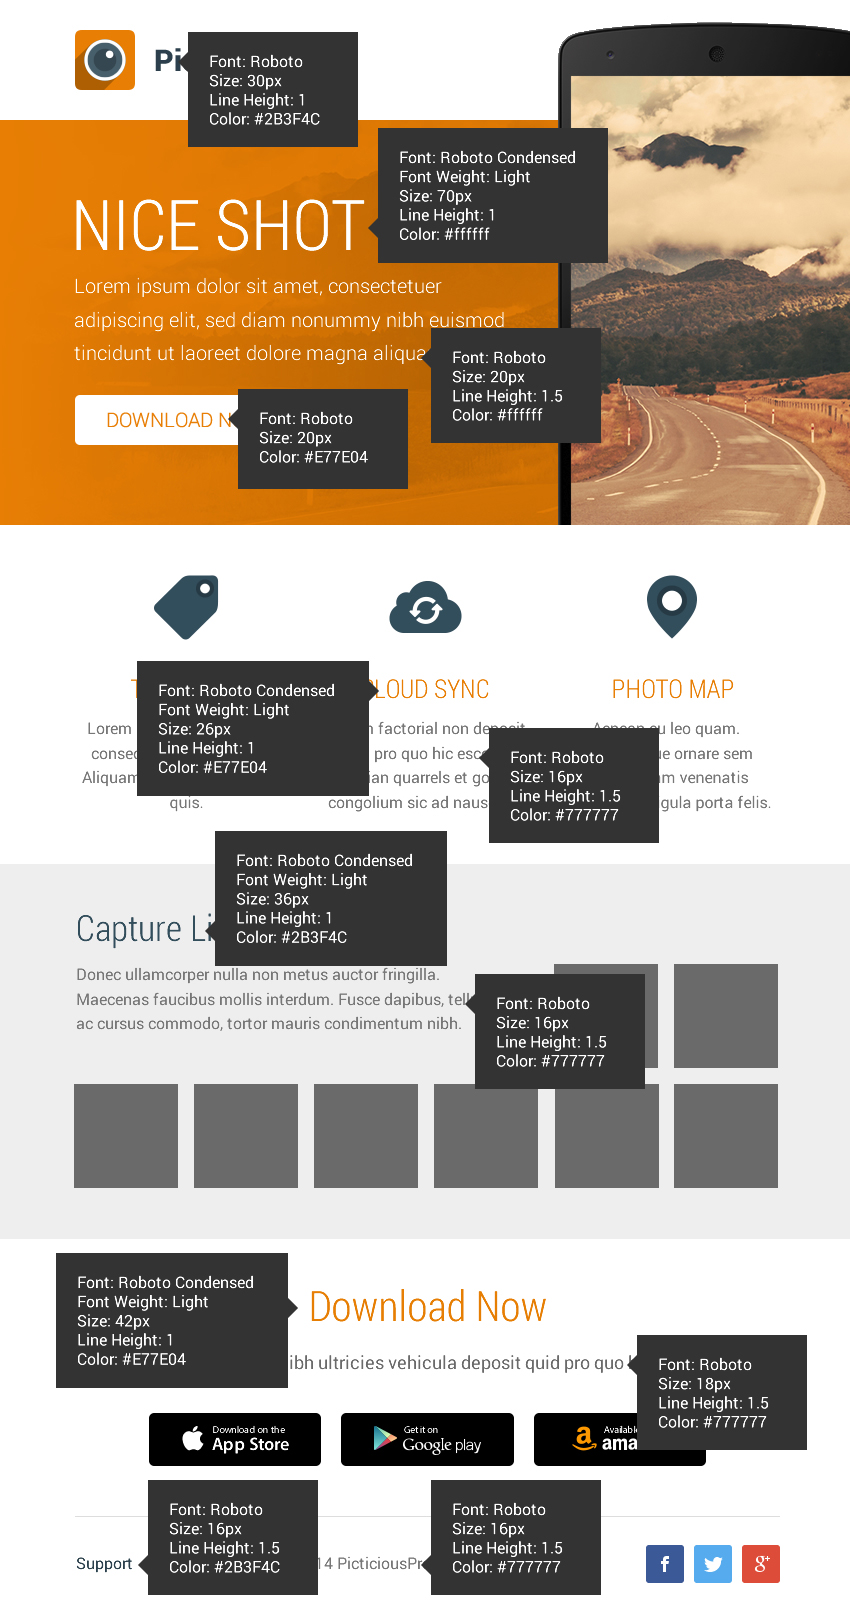 Font: Roboto
Size: 30px
Line Height: 1
Color: #2B3F4C
Font: Roboto Condensed
Font Weight: Light
Size: 70px
Line Height: 1
Color: #ffffff
NICE SHOT
Lorem ipsum dolor sit amet, consectetuer
adipiscing elit, sed diam nonummy nibh euismod
tincidunt ut laoreet dolore magna aliqua
Font: Roboto
Size: 20px
Line Height: 1.5
Color: #ffffff
DOWNLOAD N
Font: Roboto
Size: 20px
Color: #E77E04
Font: Roboto Condensed
Font Weight: Light
Size: 26px
Line Height: 1
Color: #E77E04
LOUD SYNC
PHOTO MAP
Lorem
factorial non deposit
Aenean eu leo quam.
consec
pro quo hic esc
ue ornare sem
Aliquam
ian quarrels et go
am venenatis
quis.
congolium sic ad naus
gula porta felis.
Font: Roboto
Size: 16px
Line Height: 1.5
Color: #777777
Font: Roboto Condensed
Font Weight: Light
Size: 36px
Line Height: 1
Color: #2B3F4C
Capture Li
Donec ullamcorper nulla non metus auctor fringilla.
Maecenas faucibus mollis interdum. Fusce dapibus, tell
ac cursus commodo, tortor mauris condimentum nibh.
Font: Roboto
Size: 16px
Line Height: 1.5
Color: #777777
Font: Roboto Condensed
Font Weight: Light
Size: 42px
Line Height: 1
Color: #E77E04
Download Now
ibh ultricies vehicula deposit quid pro quo
Font: Roboto
Size: 18px
Line Height: 1.5
Color: #777777
Download on the
App Store
Get it on
Google play
Available
ama
Font: Roboto
Size: 16px
Line Height: 1.5
Color: #2B3F4C
Font: Roboto
Size: 16px
Line Height: 1.5
Color: #777777
Support
14 PicticiousPr